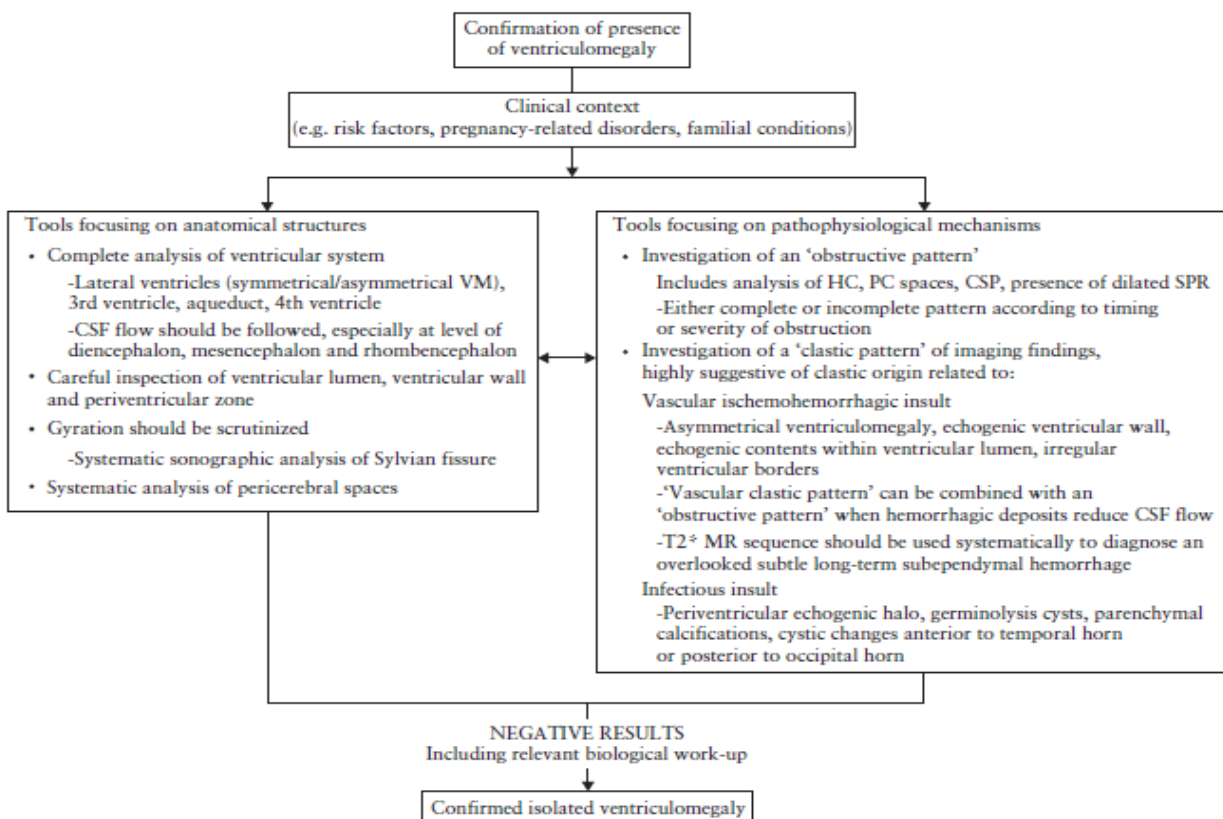 Confirmation of presence
of ventriculomegaly
Clinical context
(e.g. risk factors, pregnancy-related disorders, familial conditions)
Tools focusing on anatomical structures
• Complete analysis of ventricular system
-Lateral ventricles (symmetrical/asymmetrical VM),
3rd ventricle, aqueduct, 4th ventricle
-CSF flow should be followed, especially at level of
diencephalon, mesencephalon and rhombencephalon
• Careful inspection of ventricular lumen, ventricular wall
and periventricular zone
• Gyration should be scrutinized
-Systematic sonographic analysis of Sylvian fissure
• Systematic analysis of pericerebral spaces
Tools focusing on pathophysiological mechanisms
• Investigation of an ‘obstructive pattern’
Includes analysis of HC, PC spaces, CSP, presence of dilated SPR
-Either complete or incomplete pattern according to timing
or severity of obstruction
• Investigation of a ‘clastic pattern’ of imaging findings,
highly suggestive of clastic origin related to:
Vascular ischemohemorrhagic insult
-Asymmetrical ventriculomegaly, echogenic ventricular wall,
echogenic contents within ventricular lumen, irregular
ventricular borders
-‘Vascular clastic pattern’ can be combined with an
‘obstructive pattern’ when hemorrhagic deposits reduce CSF flow
-T2* MR sequence should be used systematically to diagnose an
overlooked subtle long-term subependymal hemorrhage
Infectious insult
-Periventricular echogenic halo, germinolysis cysts, parenchymal
calcifications, cystic changes anterior to temporal horn
or posterior to occipital horn
NEGATIVE RESULTS
Including relevant biological work-up
Confirmed isolated ventriculomegaly